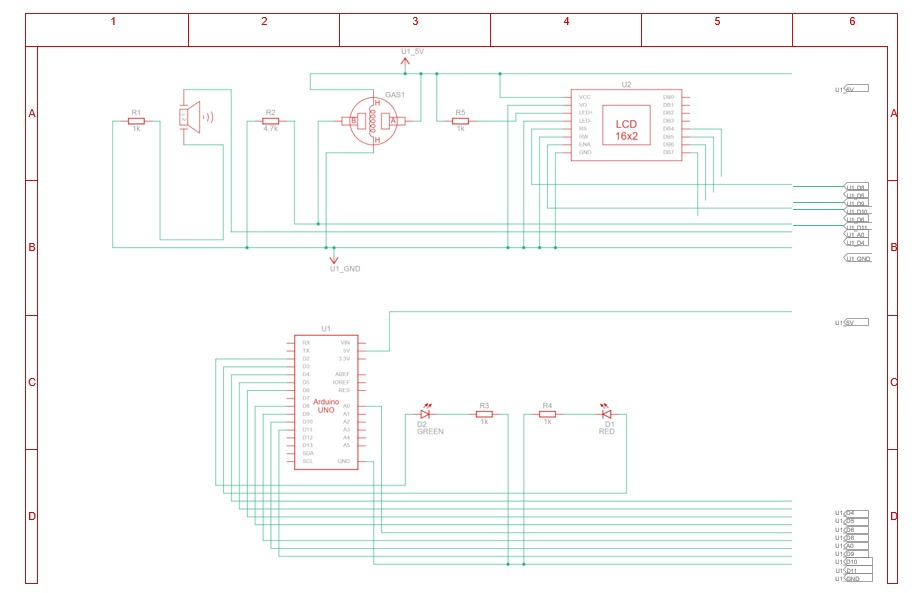 1 2 3 4 5 6
A A
B B
C C
D D
U1_5V
R1
1k
R2
4.7k
GAS1
H
B A
H
R5
1k
U2
VCC DB0
VO DB1
LED+ DB2
LED- DB3
RS DB4
RW DB5
ENA DB6
GND DB7
LCD
16x2
U1_5V
U1_D8
U1_D5
U1_D9
U1_D10
U1_D6
U1_D11
U1_A0
U1_D4
U1_GND
U1_GND
U1_5V
U1
RX VIN
TX 5V
D2 3.3V
D3
D4 AREF
D5 IOREF
D6 RES
D7
D8 A0
D9 A1
D10 A2
D11 A3
D12 A4
D13 A5
SDA
SCL GND
Arduino
UNO
D2
GREEN
R3
1k
R4
1k
D1
RED
U1_D4
U1_D5
U1_D6
U1_D8
U1_A0
U1_D9
U1_D10
U1_D11
U1_GND